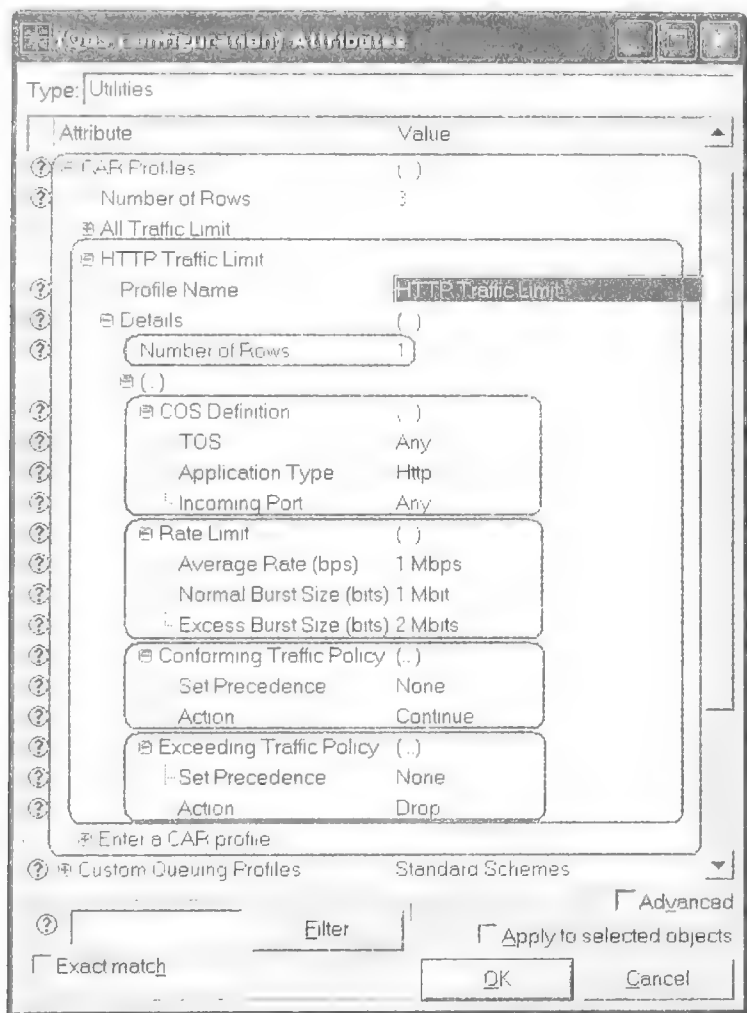 (QoS Configuration) Attributes
Type: Utilities
Attribute Value
CAR Profiles (...)
Number of Rows 3
All Traffic Limit
HTTP Traffic Limit
Profile Name HTTP Traffic Limit
Details (...)
Number of Rows 1
(..)
COS Definition (...)
TOS Any
Application Type Http
Incoming Port Any
Rate Limit (...)
Average Rate (bps) 1 Mbps
Normal Burst Size (bits) 1 Mbit
Excess Burst Size (bits) 2 Mbits
Conforming Traffic Policy (..)
Set Precedence None
Action Continue
Exceeding Traffic Policy (..)
Set Precedence None
Action Drop
Enter a CAR profile
Custom Queuing Profiles Standard Schemes
Advanced
Filter
Apply to selected objects
Exact match
OK Cancel